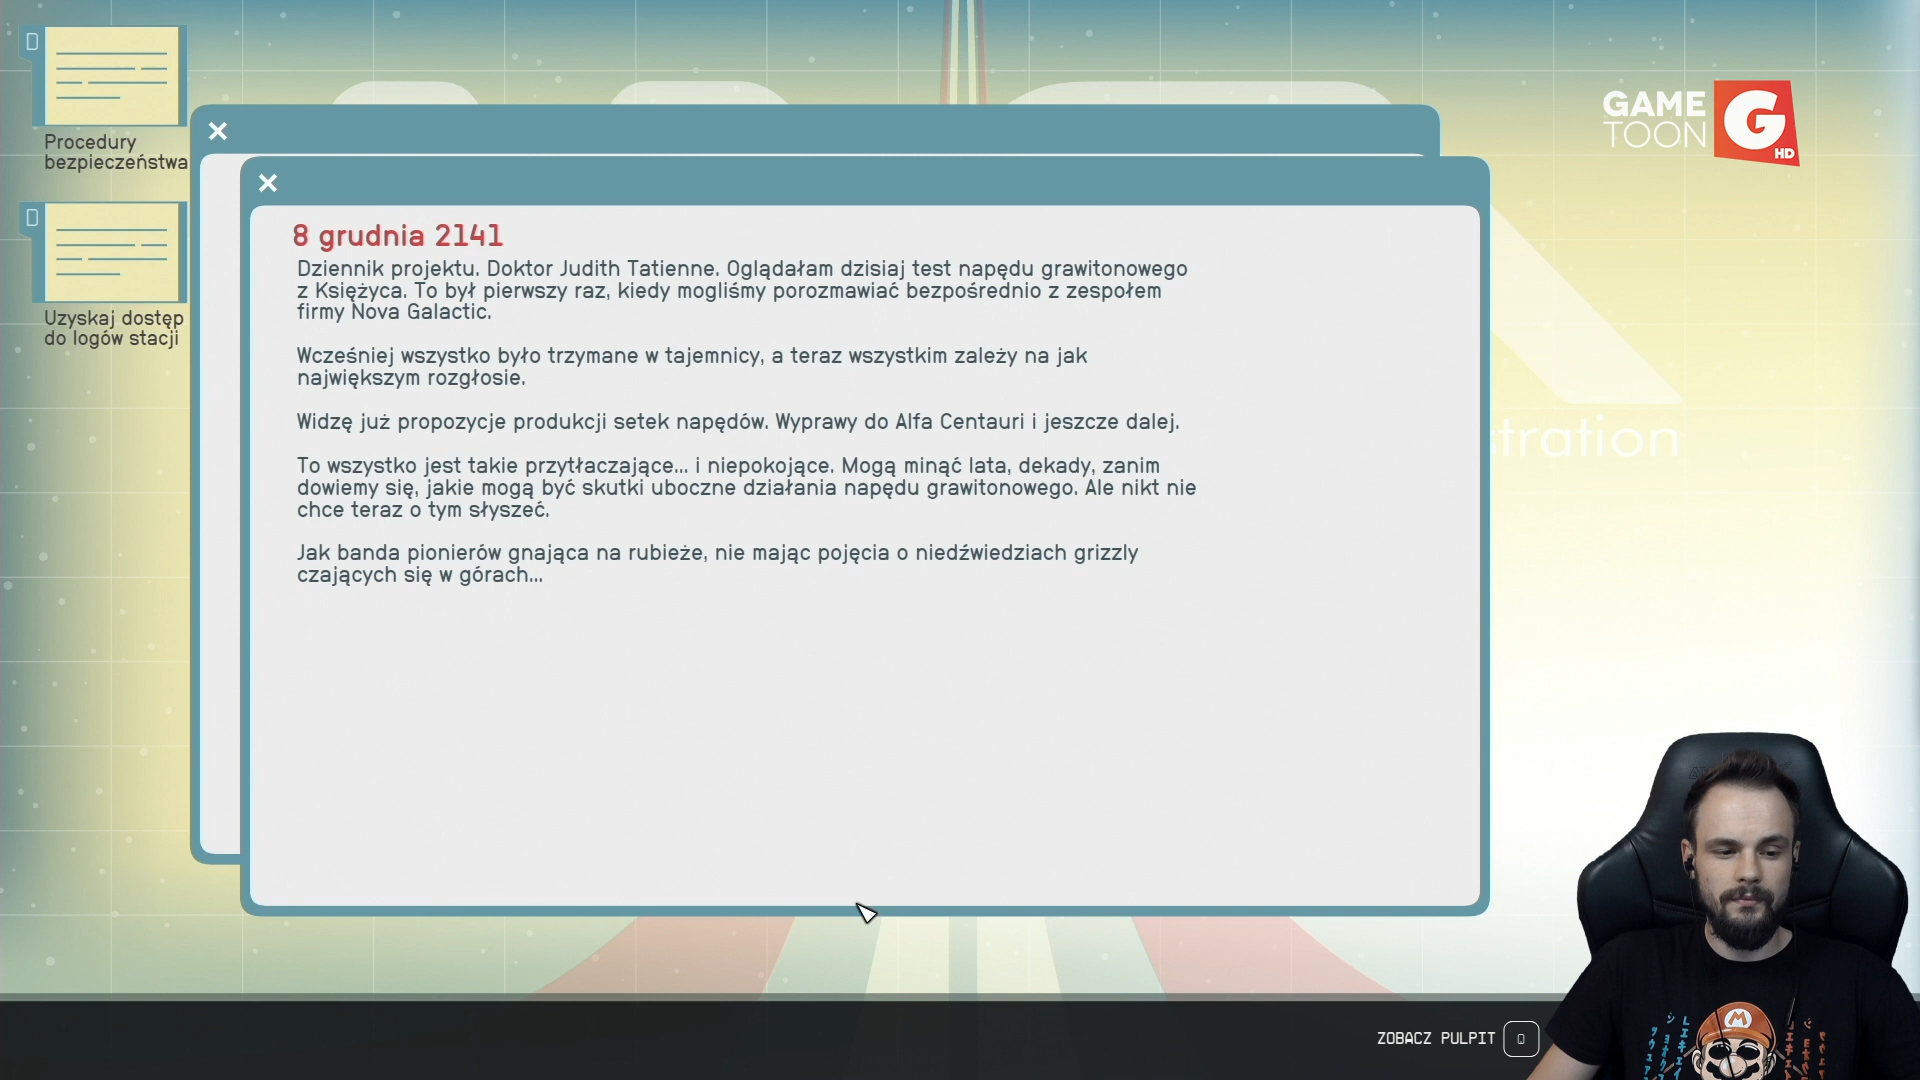 Procedury
bezpieczeństwa
Uzyskaj dostęp
do logów stacji
GAME
TOON
G
HD
8 grudnia 2141
Dziennik projektu. Doktor Judith Tatienne. Oglądałam dzisiaj test napędu grawitonowego
z Księżyca. To był pierwszy raz, kiedy mogliśmy porozmawiać bezpośrednio z zespołem
firmy Nova Galactic.
Wcześniej wszystko było trzymane w tajemnicy, a teraz wszystkim zależy na jak
największym rozgłosie.
Widzę już propozycje produkcji setek napędów. Wyprawy do Alfa Centauri i jeszcze dalej.
To wszystko jest takie przytłaczające... i niepokojące. Mogą minąć lata, dekady, zanim
dowiemy się, jakie mogą być skutki uboczne działania napędu grawitonowego. Ale nikt nie
chce teraz o tym słyszeć.
Jak banda pionierów gnająca na rubieże, nie mając pojęcia o niedźwiedziach grizzly
czających się w górach...
stration
ZOBACZ PULPIT
M